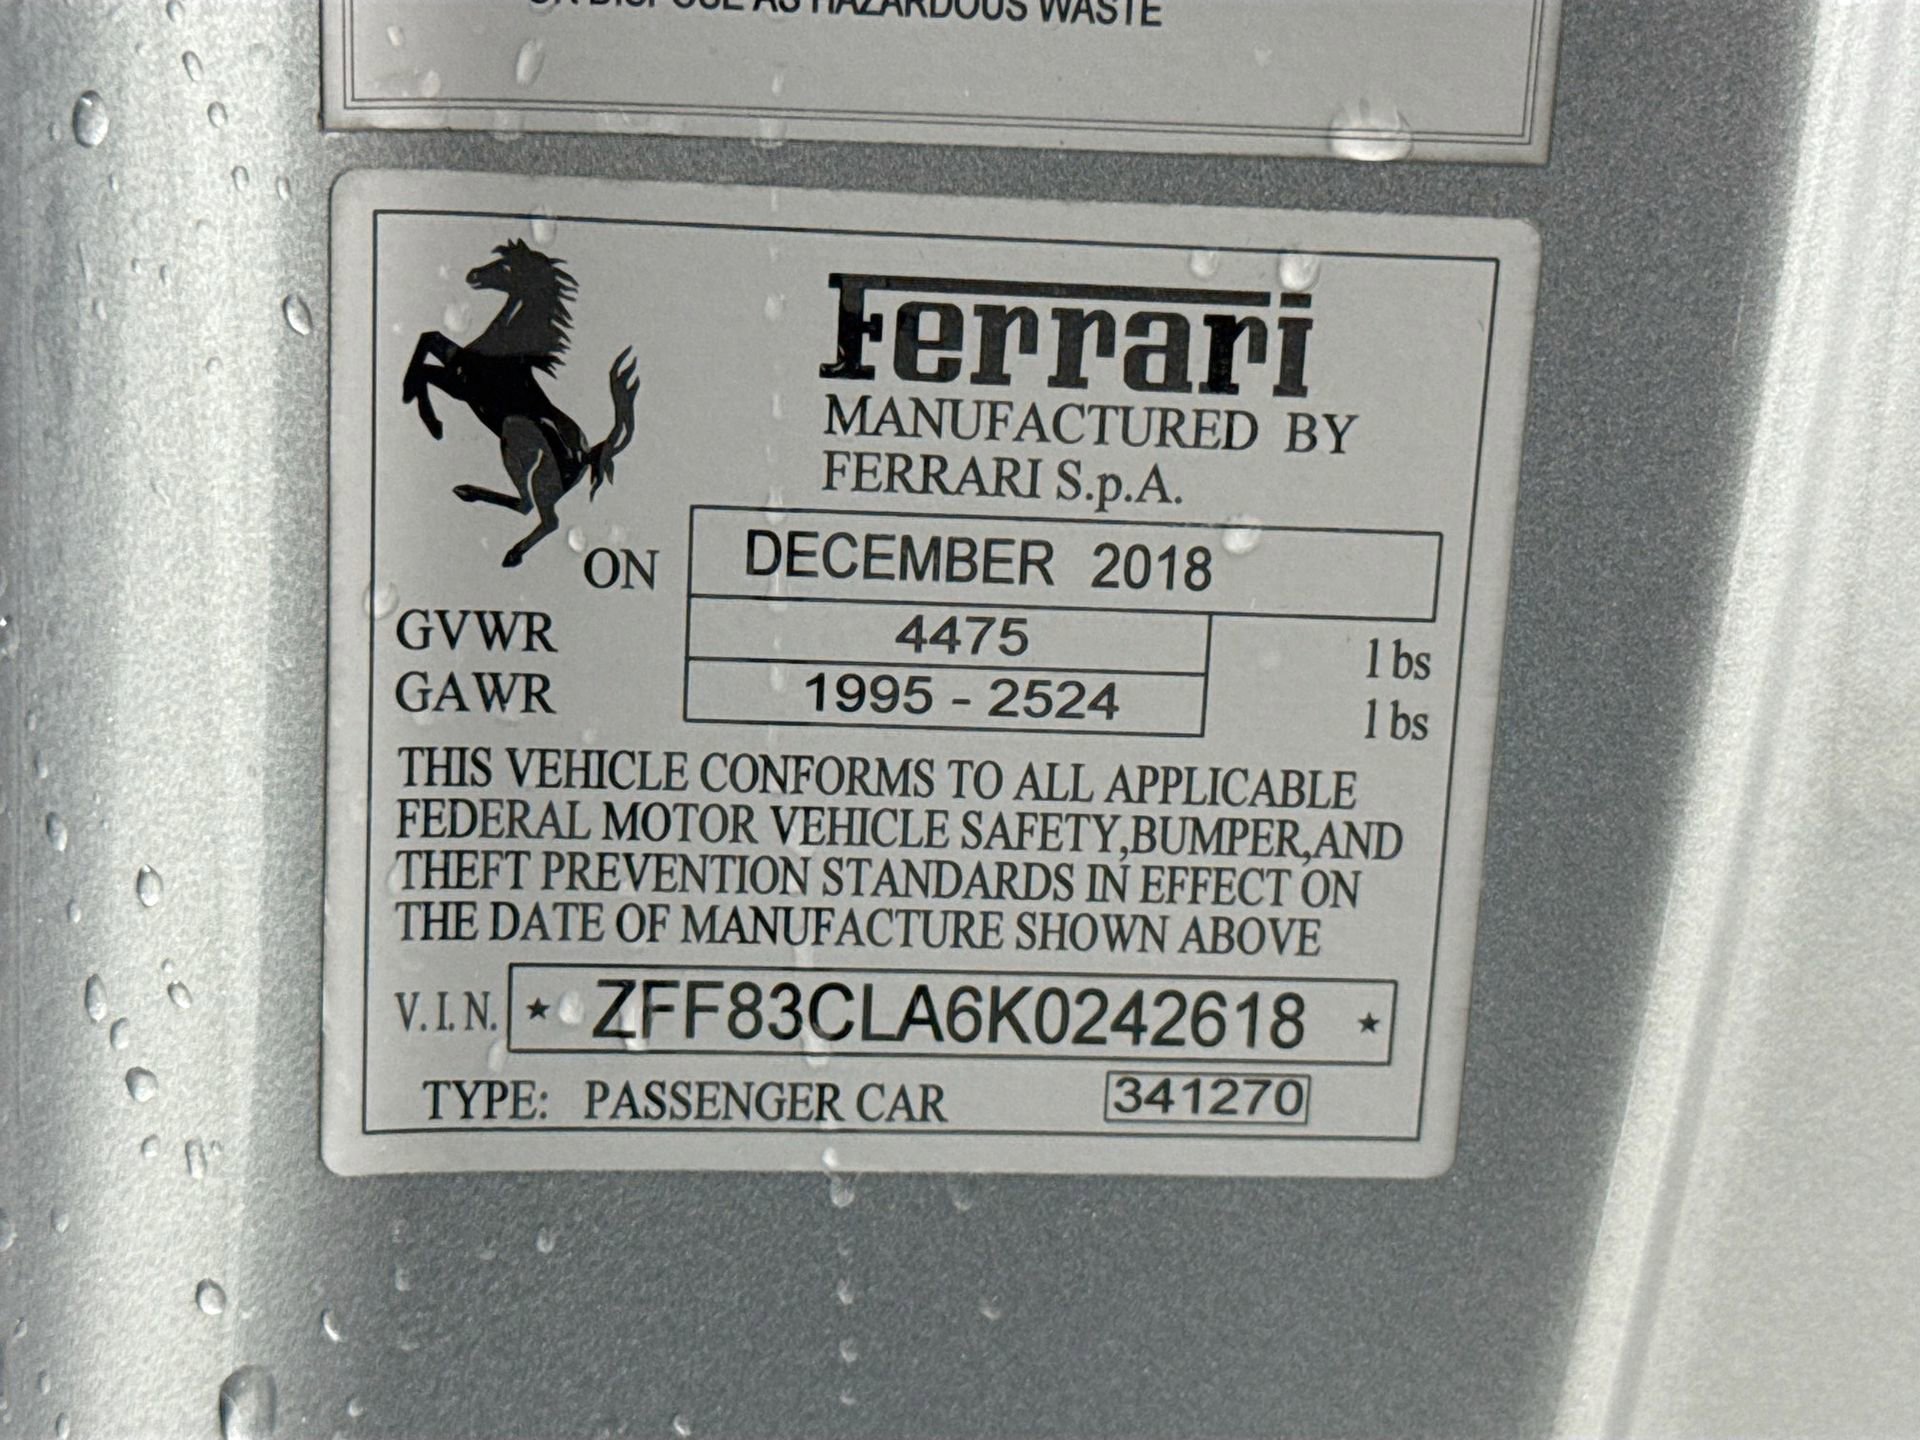 OR DISPOSE AS HAZARDOUS WASTE
Ferrari
MANUFACTURED BY
FERRARI S.p.A.
ON DECEMBER 2018
GVWR 4475 lbs
GAWR 1995 - 2524 lbs
THIS VEHICLE CONFORMS TO ALL APPLICABLE
FEDERAL MOTOR VEHICLE SAFETY,BUMPER,AND
THEFT PREVENTION STANDARDS IN EFFECT ON
THE DATE OF MANUFACTURE SHOWN ABOVE
V.I.N. ★ ZFF83CLA6K0242618 ★
TYPE: PASSENGER CAR 341270